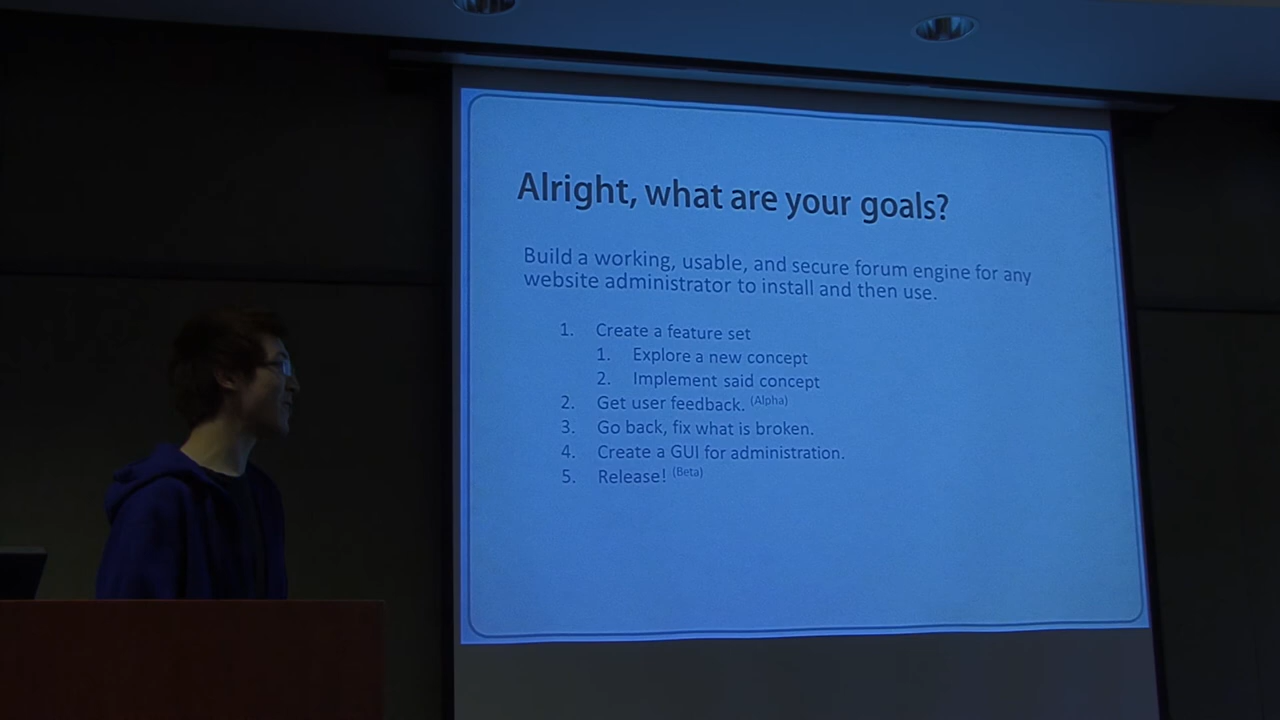 Alright, what are your goals?
Build a working, usable, and secure forum engine for any
website administrator to install and then use.
1. Create a feature set
1. Explore a new concept
2. Implement said concept
2. Get user feedback. (Alpha)
3. Go back, fix what is broken.
4. Create a GUI for administration.
5. Release! (Beta)